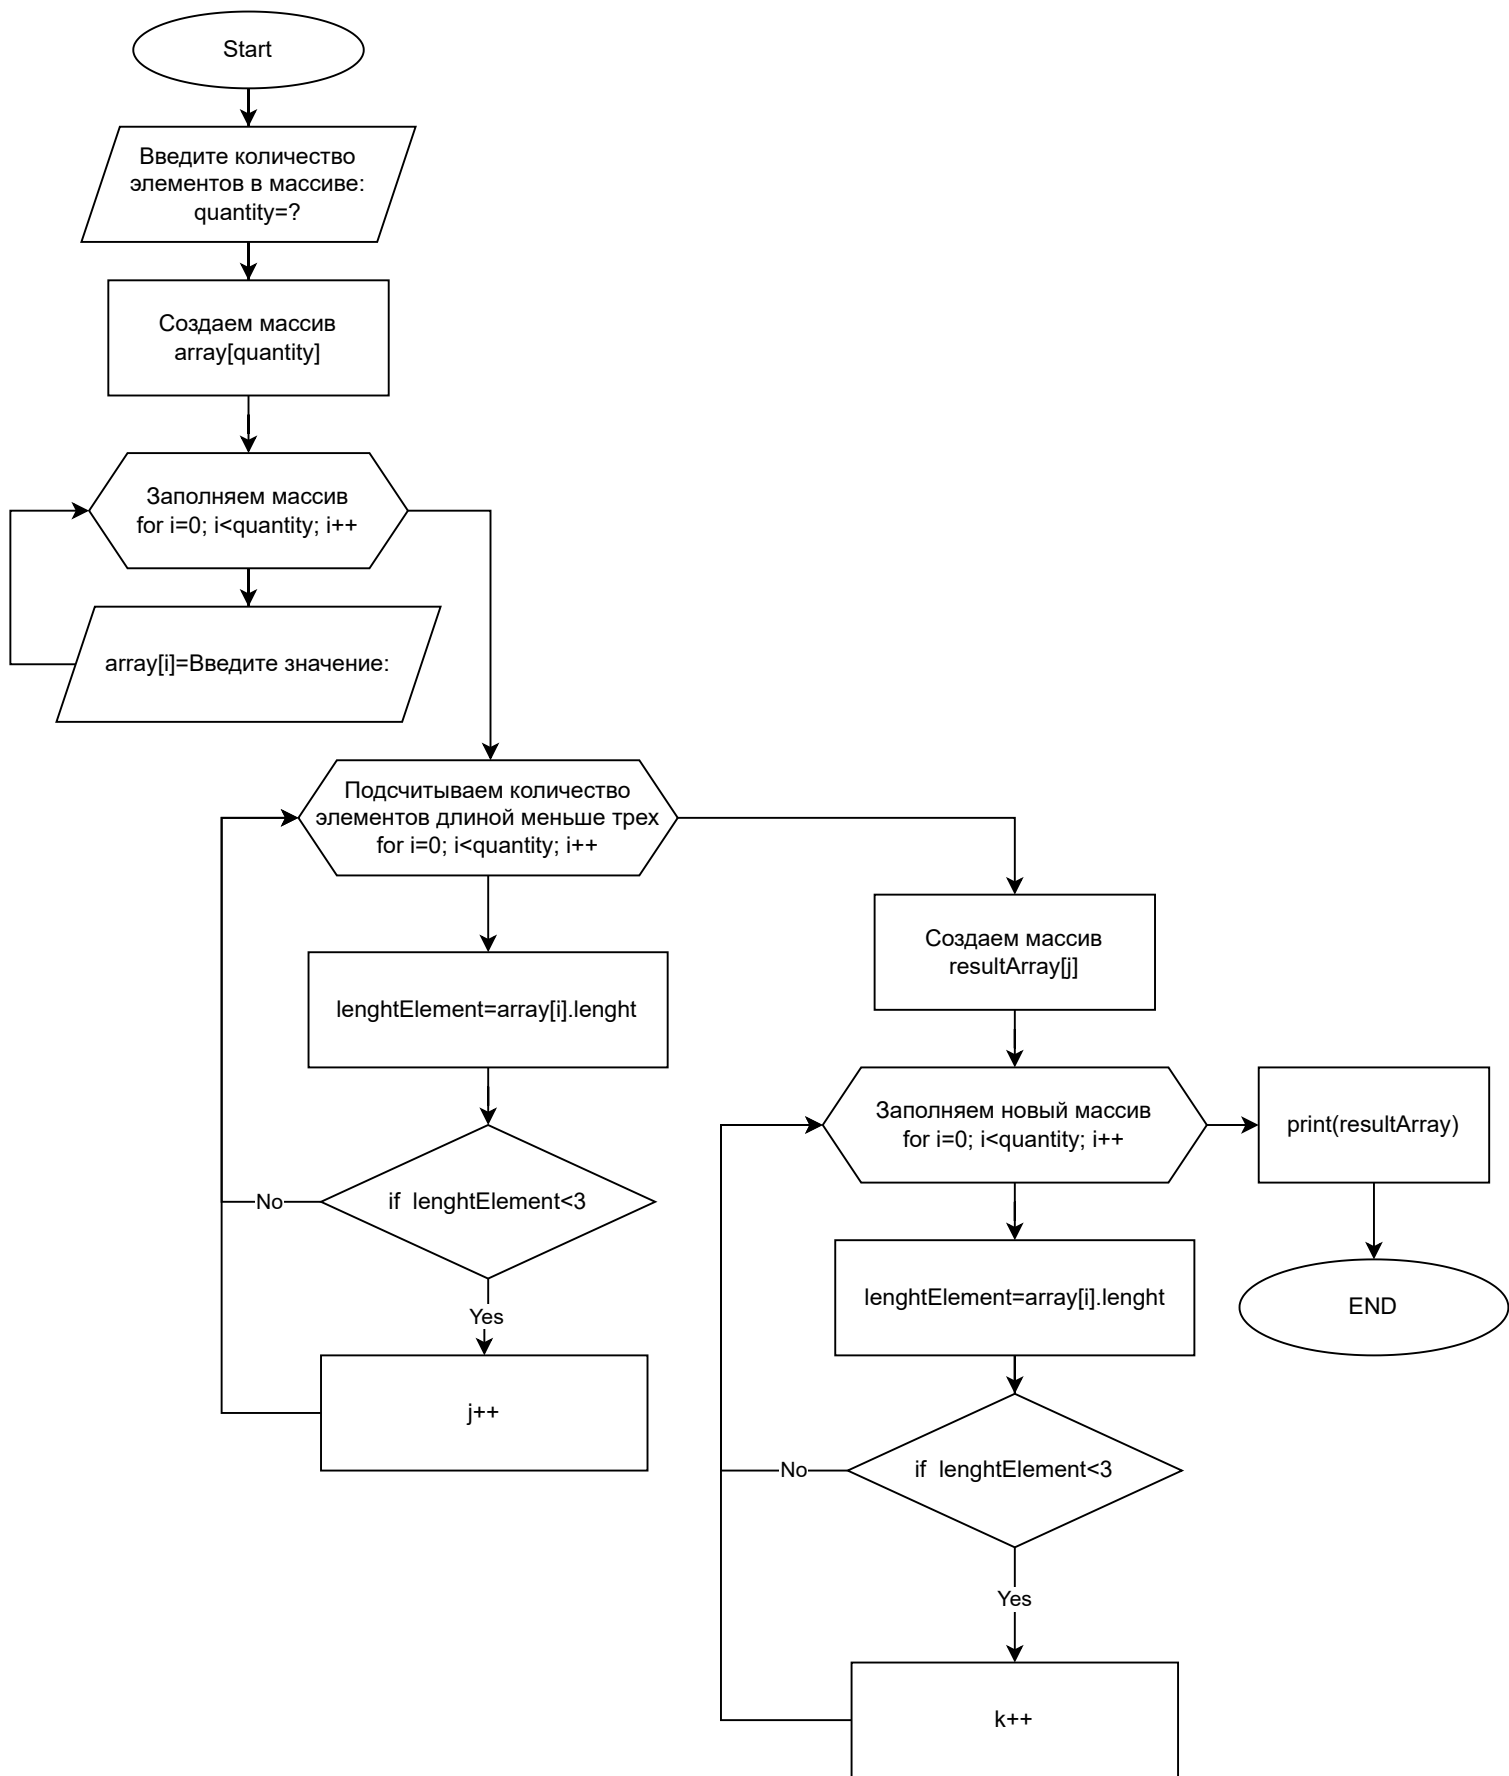 Start
Введите количество
элементов в массиве:
quantity=?
Создаем массив
array[quantity]
Заполняем массив
for i=0; i<quantity; i++
array[i]=Введите значение:
Подсчитываем количество
элементов длиной меньше трех
for i=0; i<quantity; i++
lenghtElement=array[i].lenght
if  lenghtElement<3
No
Yes
j++
Создаем массив
resultArray[j]
Заполняем новый массив
for i=0; i<quantity; i++
print(resultArray)
END
lenghtElement=array[i].lenght
if  lenghtElement<3
No
Yes
k++